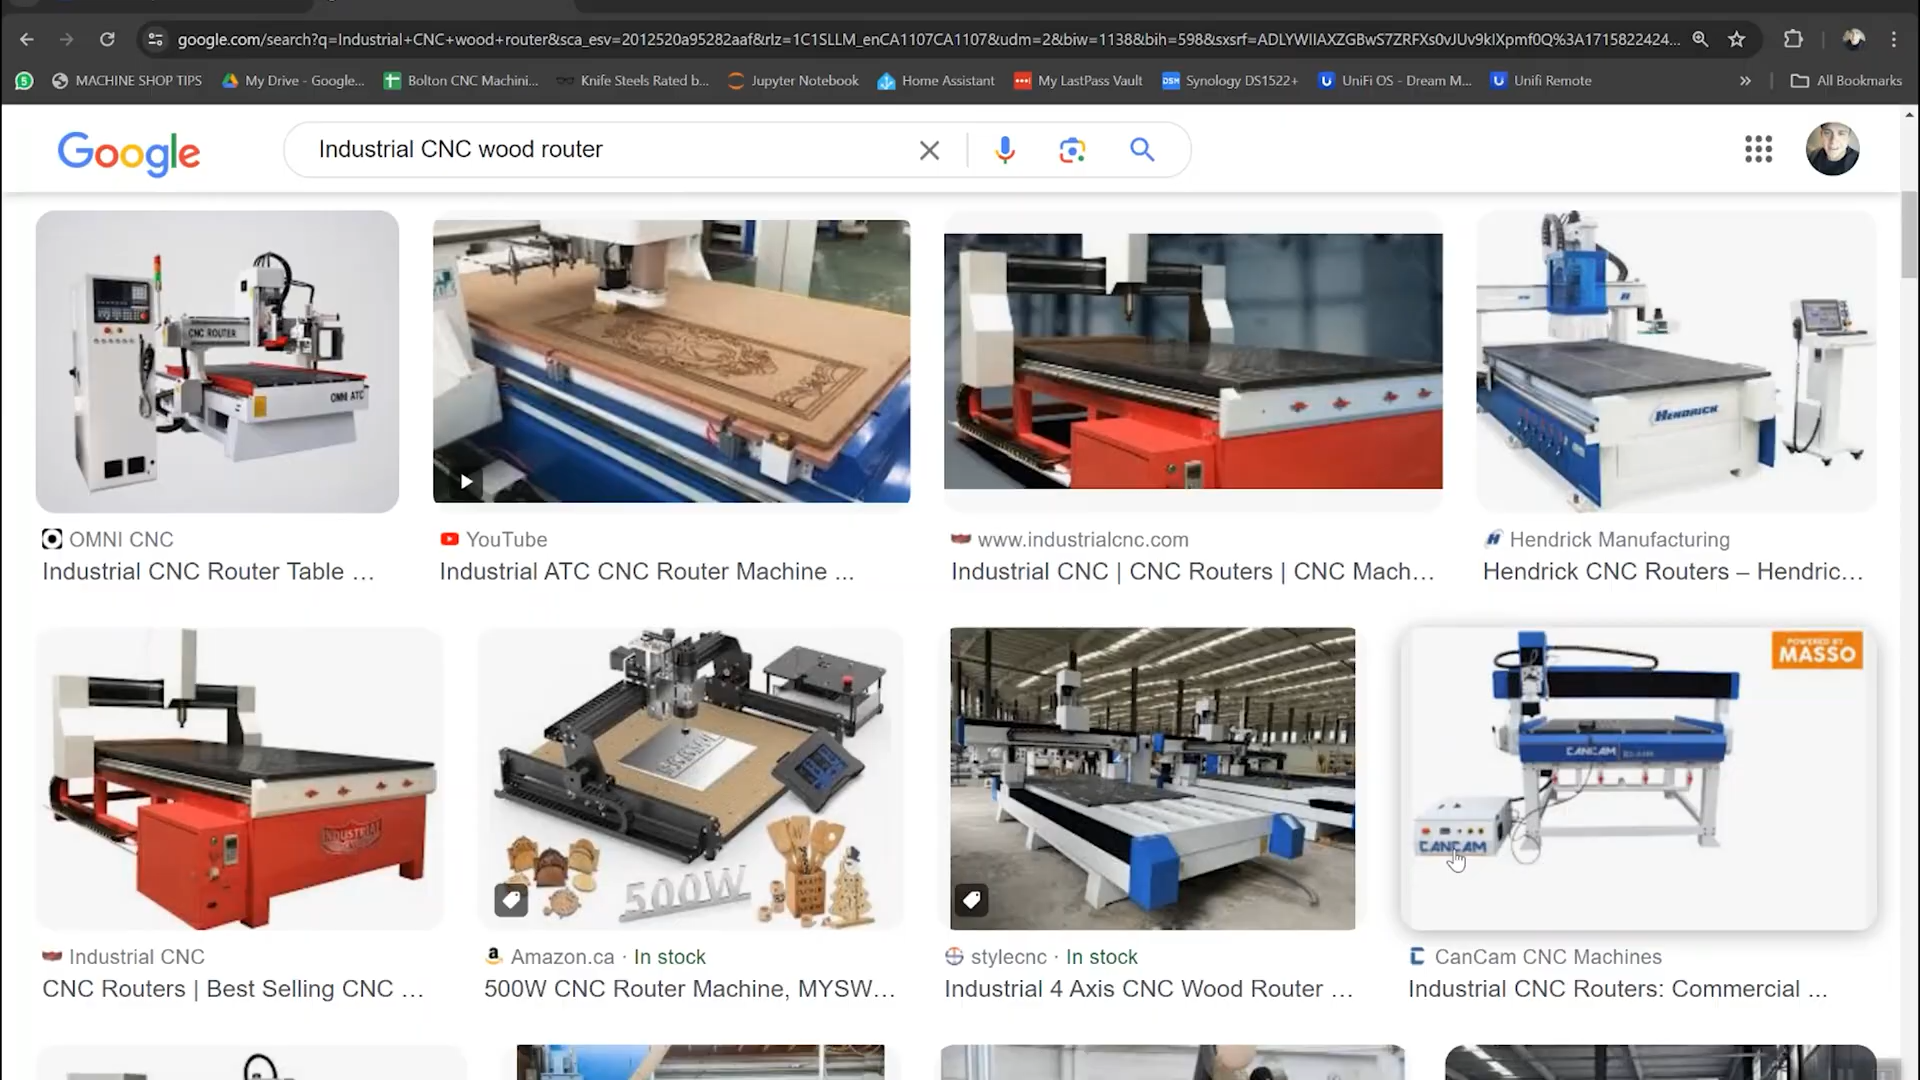 google.com/search?q=Industrial+CNC+wood+router&sca_esv=2012520a95282aaf&rlz=1C1SLLM_enCA1107CA1107&udm=2&biw=1138&bih=598&sxsrf=ADLYWIIAXZGBwS7ZRFXs0vJUv9kIXpmf0Q%3A1715822424...
MACHINE SHOP TIPS My Drive - Google... Bolton CNC Machini... Knife Steels Rated b... Jupyter Notebook Home Assistant My LastPass Vault DSM Synology DS1522+ UniFi OS - Dream M... Unifi Remote » All Bookmarks
Google Industrial CNC wood router
CNC ROUTER
OMNI ATC
HENDRICK
OMNI CNC
Industrial CNC Router Table ...
YouTube
Industrial ATC CNC Router Machine ...
www.industrialcnc.com
Industrial CNC | CNC Routers | CNC Mach...
Hendrick Manufacturing
Hendrick CNC Routers – Hendric...
INDUSTRIAL
500W
POWERED BY
MASSO
CANCAM
CANCAM
Industrial CNC
CNC Routers | Best Selling CNC ...
Amazon.ca · In stock
500W CNC Router Machine, MYSW...
stylecnc · In stock
Industrial 4 Axis CNC Wood Router ...
CanCam CNC Machines
Industrial CNC Routers: Commercial ...